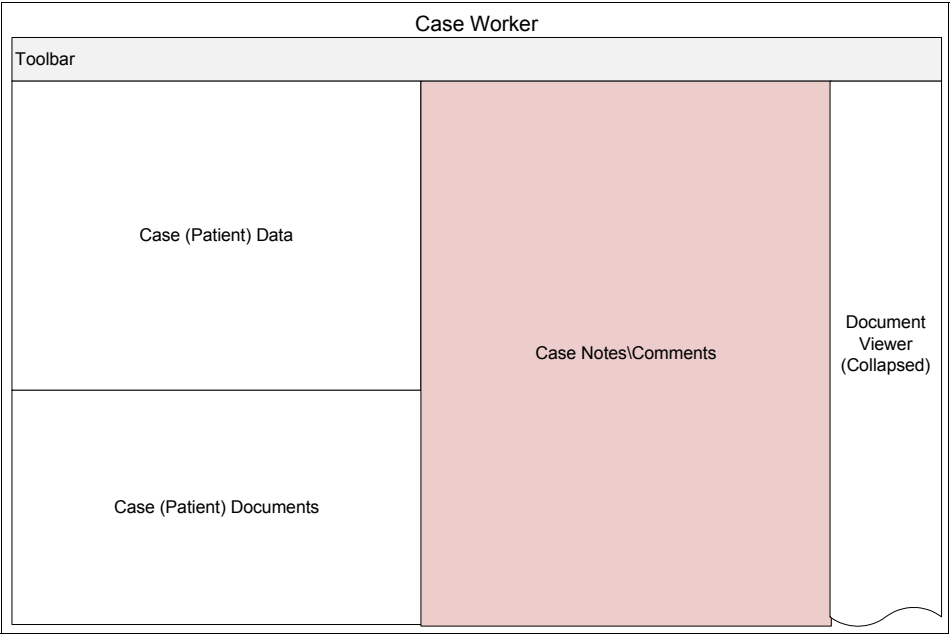 Case Worker
Toolbar
Case (Patient) Data
Case (Patient) Documents
Case Notes\Comments
Document
Viewer
(Collapsed)